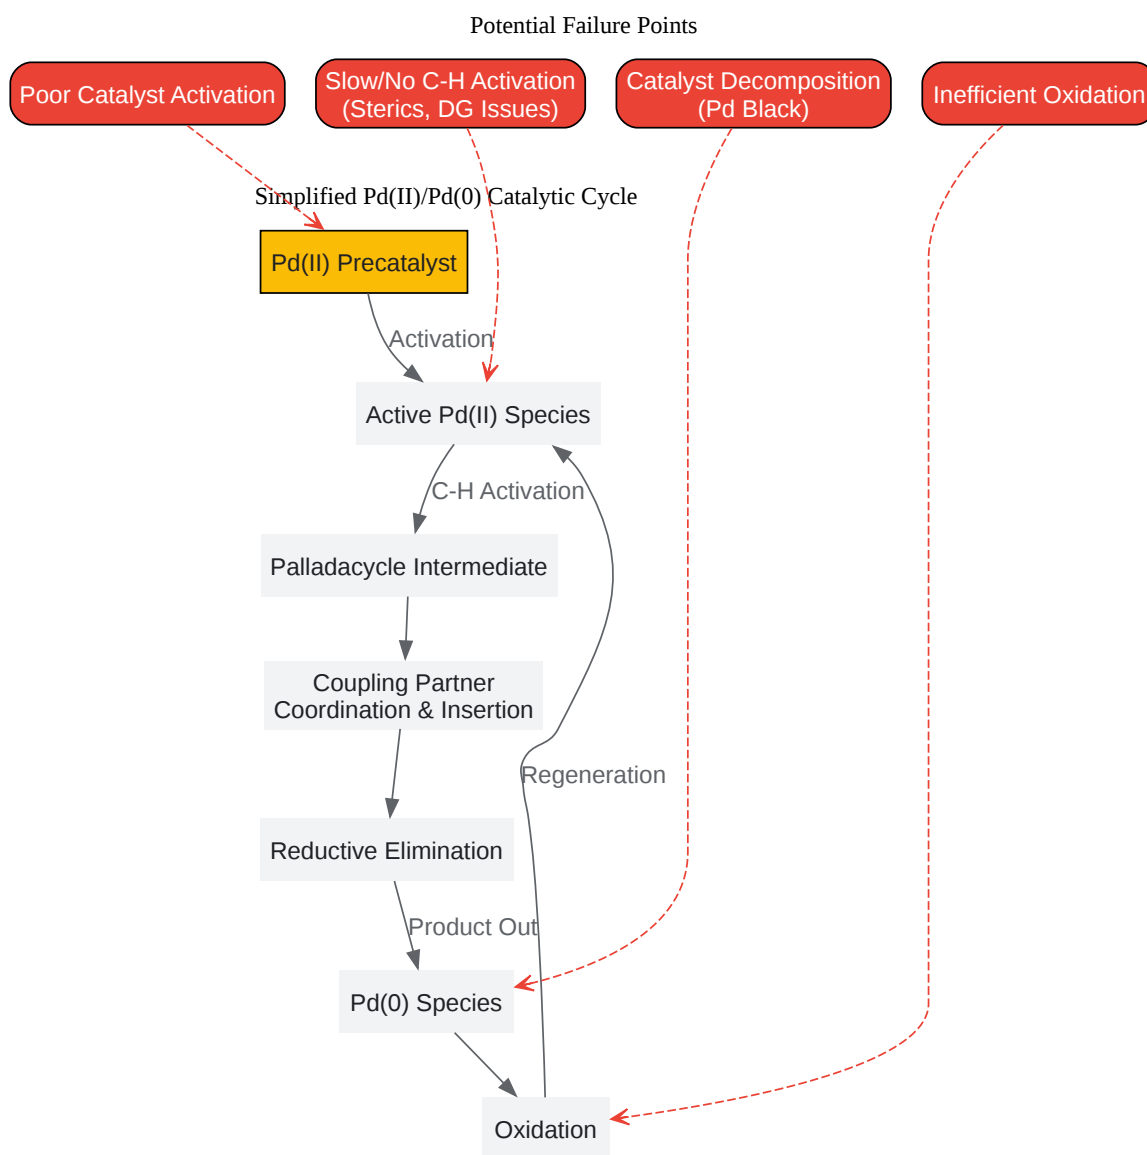 Potential Failure Points
Poor Catalyst Activation
Slow/No C-H Activation
(Sterics, DG Issues)
Catalyst Decomposition
(Pd Black)
Inefficient Oxidation
Simplified Pd(II)/Pd(0) Catalytic Cycle
Pd(II) Precatalyst
Activation
Active Pd(II) Species
C-H Activation
Palladacycle Intermediate
Coupling Partner
Coordination & Insertion
Regeneration
Reductive Elimination
Product Out
Pd(0) Species
Oxidation